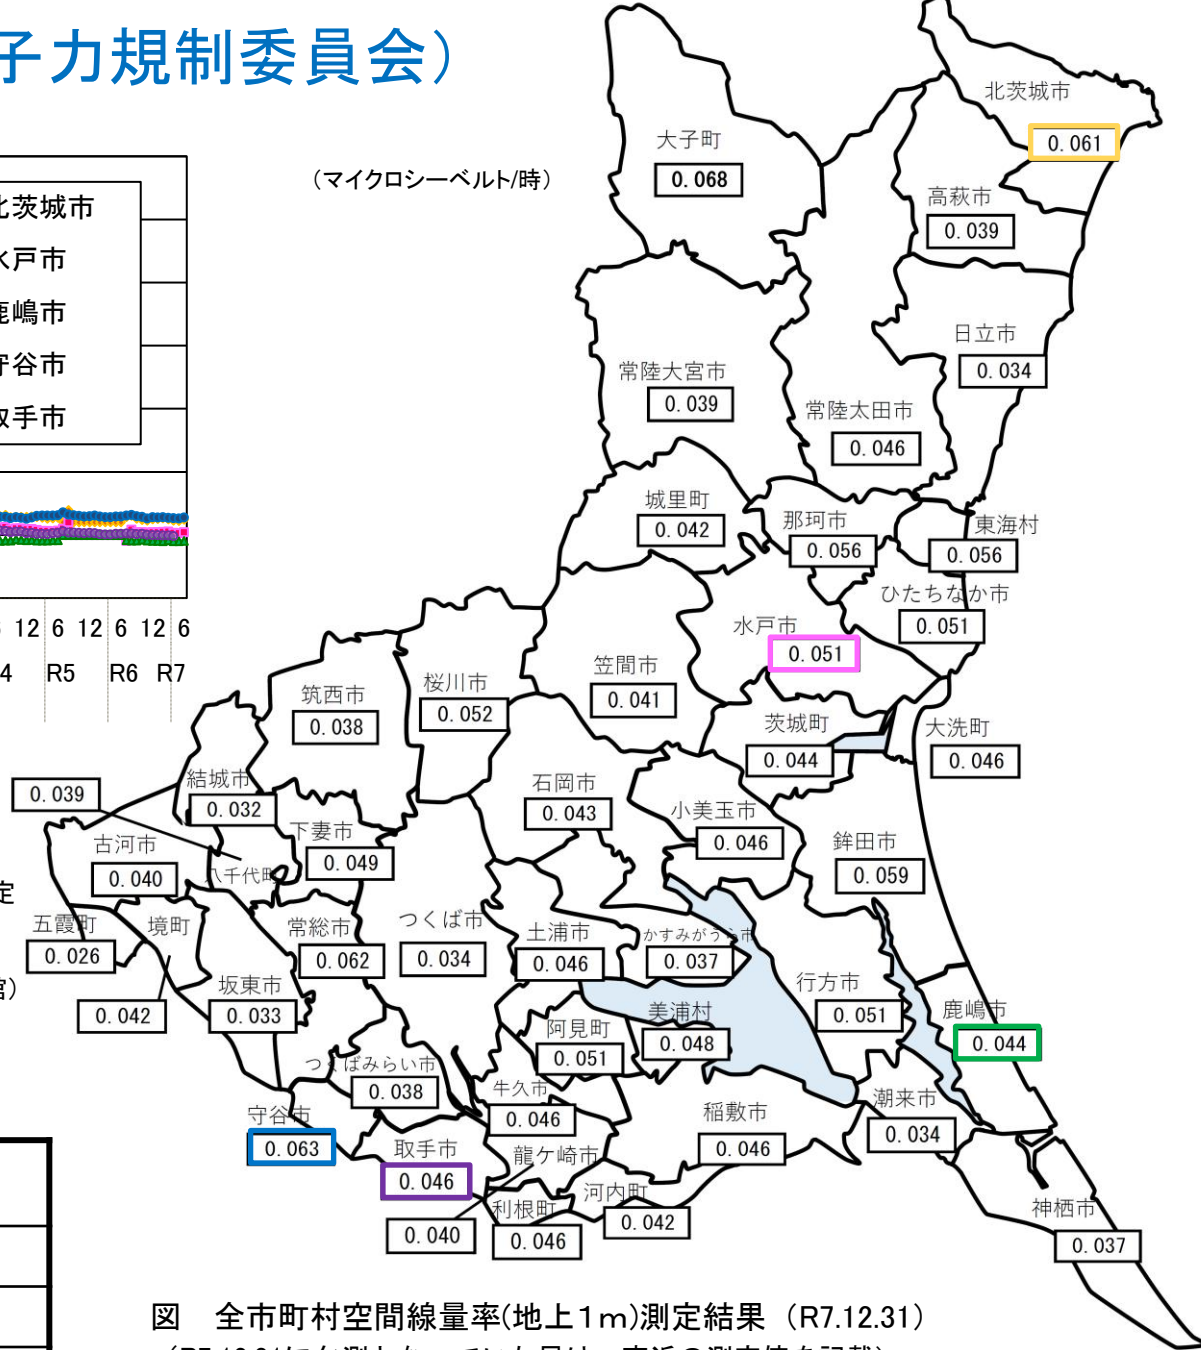 子力規制委員会）
（マイクロシーベルト/時）
北茨城市
水戸市
鹿嶋市
守谷市
取手市
12 6 12 6 12 6
4 R5 R6 R7
定
館）
北茨城市
0.061
大子町
0.068
高萩市
0.039
日立市
0.034
常陸大宮市
0.039
常陸太田市
0.046
城里町
0.042
那珂市
0.056
東海村
0.056
ひたちなか市
0.051
水戸市
0.051
笠間市
0.041
桜川市
0.052
筑西市
0.038
茨城町
0.044
大洗町
0.046
結城市
0.032
0.039
八千代町
石岡市
0.043
小美玉市
0.046
下妻市
0.049
古河市
0.040
鉾田市
0.059
五霞町
0.026
境町
0.042
常総市
0.062
つくば市
0.034
土浦市
0.046
かすみがうら市
0.037
坂東市
0.033
行方市
0.051
鹿嶋市
0.044
阿見町
0.051
美浦村
0.048
つくばみらい市
0.038
牛久市
0.046
稲敷市
0.046
潮来市
0.034
守谷市
0.063
取手市
0.046
龍ケ崎市
0.040
利根町
0.046
河内町
0.042
神栖市
0.037
図　全市町村空間線量率(地上１ｍ)測定結果（R7.12.31）